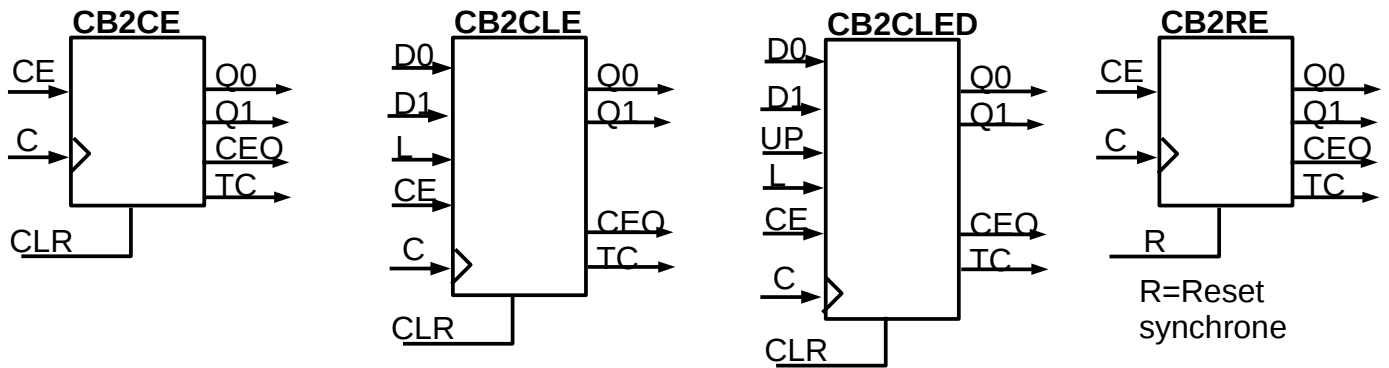 CB2CE
CE
C
CLR
Q0
Q1
CEO
TC
CB2CLE
D0
D1
L
CE
C
CLR
Q0
Q1
CEO
TC
CB2CLED
D0
D1
UP
L
CE
C
CLR
Q0
Q1
CEO
TC
CB2RE
CE
C
R
Q0
Q1
CEO
TC
R=Reset
synchrone